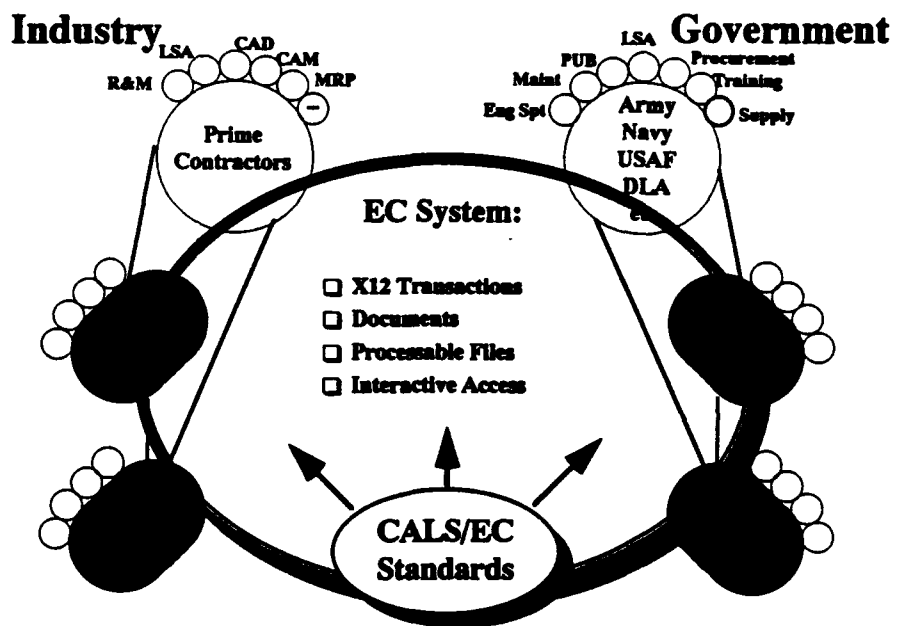 Industry
LSA
CAD
CAM
R&M
MRP
Prime
Contractors
Government
LSA
PUB
Procurement
Maint
Training
Eng Spt
Supply
Army
Navy
USAF
DLA
EC System:
❏ X12 Transactions
❏ Documents
❏ Processable Files
❏ Interactive Access
CALS/EC
Standards